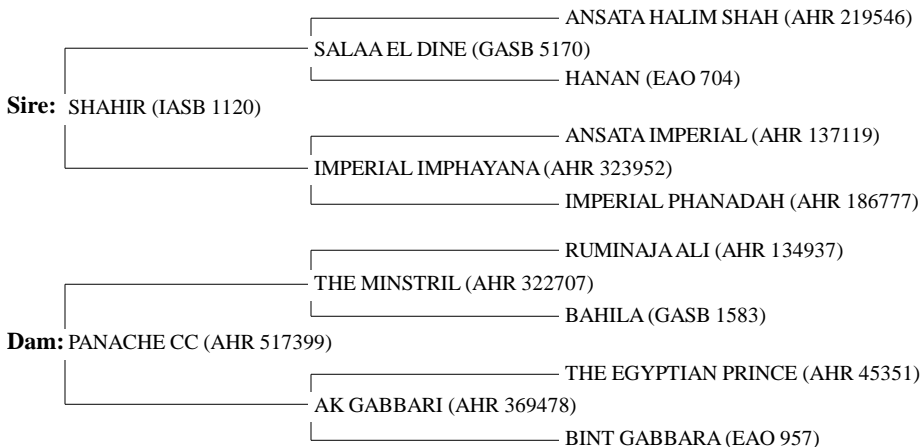 ANSATA HALIM SHAH (AHR 219546)
SALAA EL DINE (GASB 5170)
HANAN (EAO 704)
Sire: SHAHIR (IASB 1120)
ANSATA IMPERIAL (AHR 137119)
IMPERIAL IMPHAYANA (AHR 323952)
IMPERIAL PHANADAH (AHR 186777)
RUMINAJA ALI (AHR 134937)
THE MINSTRIL (AHR 322707)
BAHILA (GASB 1583)
Dam: PANACHE CC (AHR 517399)
THE EGYPTIAN PRINCE (AHR 45351)
AK GABBARI (AHR 369478)
BINT GABBARA (EAO 957)